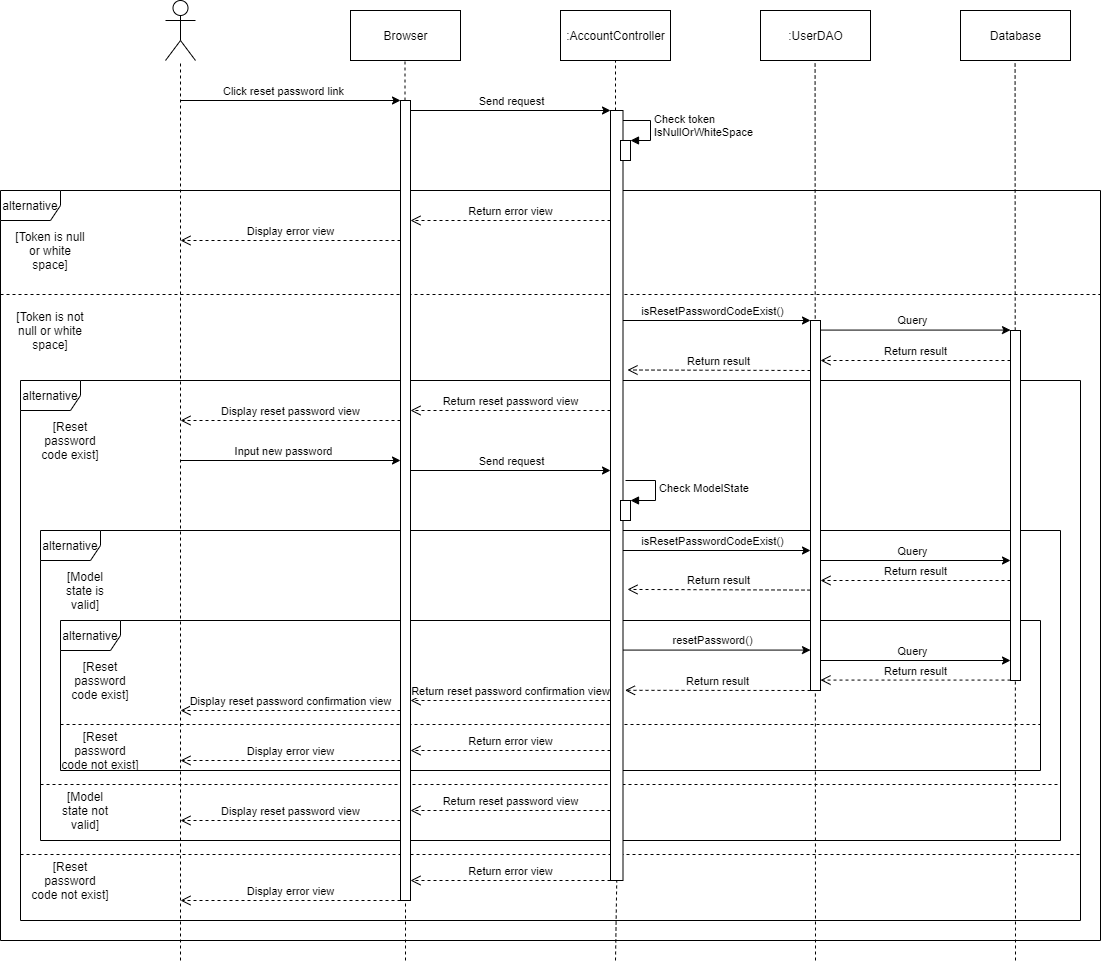 Browser
:AccountController
:UserDAO
Database
Click reset password link
Send request
Check token
IsNullOrWhiteSpace
alternative
Return error view
Display error view
[Token is null
or white
space]
[Token is not
null or white
space]
isResetPasswordCodeExist()
Query
Return result
Return result
alternative
Return reset password view
Display reset password view
[Reset
password
code exist]
Input new password
Send request
Check ModelState
alternative
isResetPasswordCodeExist()
Query
Return result
Return result
[Model
state is
valid]
alternative
resetPassword()
Query
Return result
Return result
[Reset
password
code exist]
Return reset password confirmation view
Display reset password confirmation view
[Reset
password
code not exist]
Return error view
Display error view
[Model
state not
valid]
Return reset password view
Display reset password view
[Reset
password
code not exist]
Return error view
Display error view